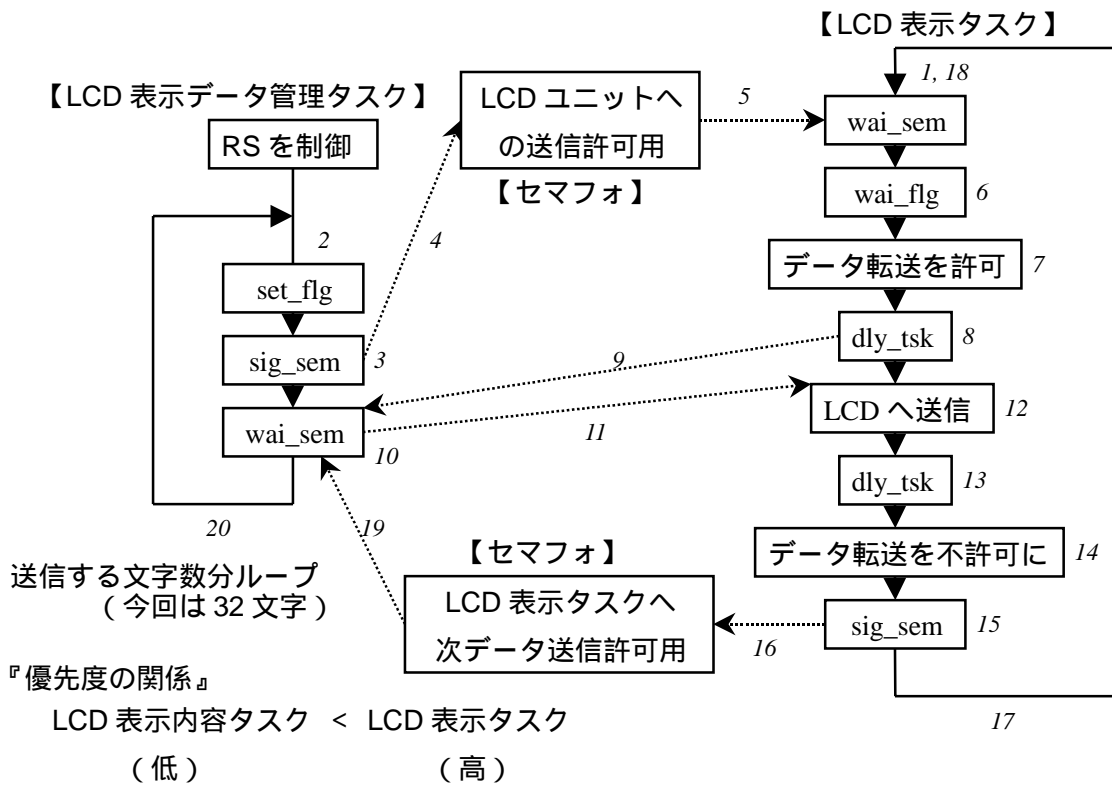 【LCD 表示タスク】
1, 18
【LCD 表示データ管理タスク】
RS を制御
LCD ユニットへ
の送信許可用
【セマフォ】
5
wai_sem
wai_flg
6
2
4
データ転送を許可
7
set_flg
sig_sem
3
9
dly_tsk
8
wai_sem
10
11
LCD へ送信
12
dly_tsk
13
20
19
【セマフォ】
データ転送を不許可に
14
送信する文字数分ループ
(今回は 32 文字)
LCD 表示タスクへ
次データ送信許可用
16
sig_sem
15
17
『優先度の関係』
LCD 表示内容タスク < LCD 表示タスク
(低) (高)